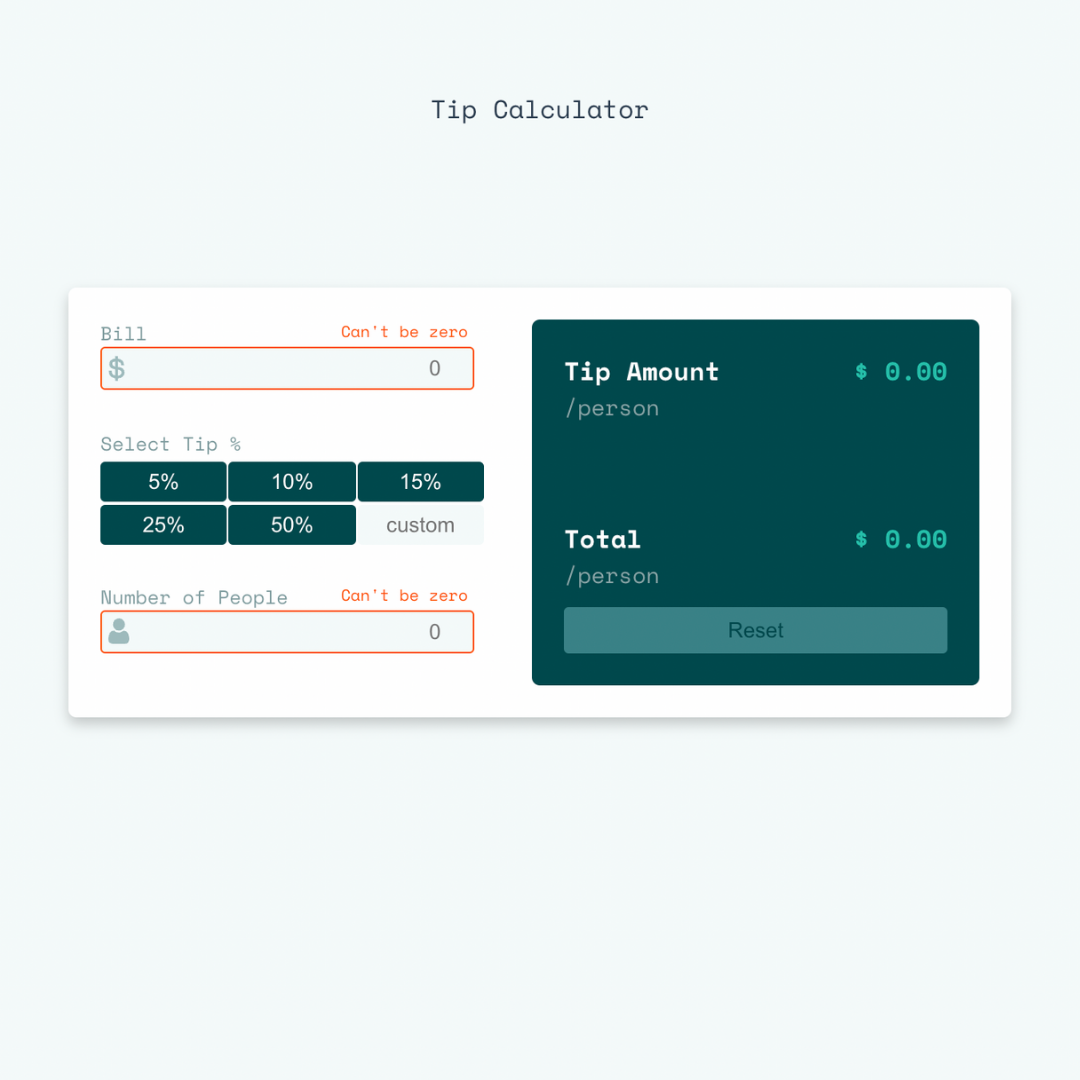 Tip Calculator
Bill Can't be zero
$ 0
Select Tip %
5% 10% 15%
25% 50% custom
Number of People Can't be zero
0
Tip Amount $ 0.00
/person
Total $ 0.00
/person
Reset